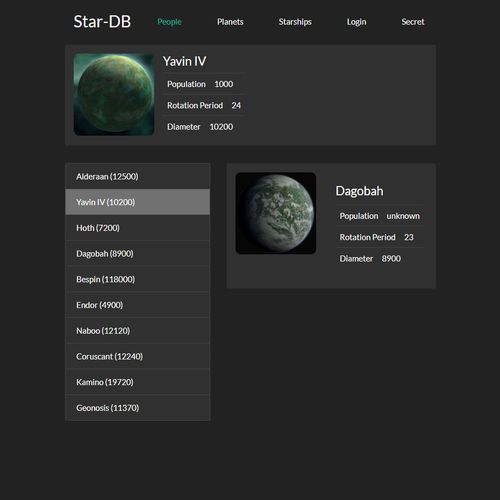 Star-DB People Planets Starships Login Secret
Yavin IV
Population 1000
Rotation Period 24
Diameter 10200
Alderaan (12500)
Yavin IV (10200)
Hoth (7200)
Dagobah (8900)
Bespin (118000)
Endor (4900)
Naboo (12120)
Coruscant (12240)
Kamino (19720)
Geonosis (11370)
Dagobah
Population unknown
Rotation Period 23
Diameter 8900